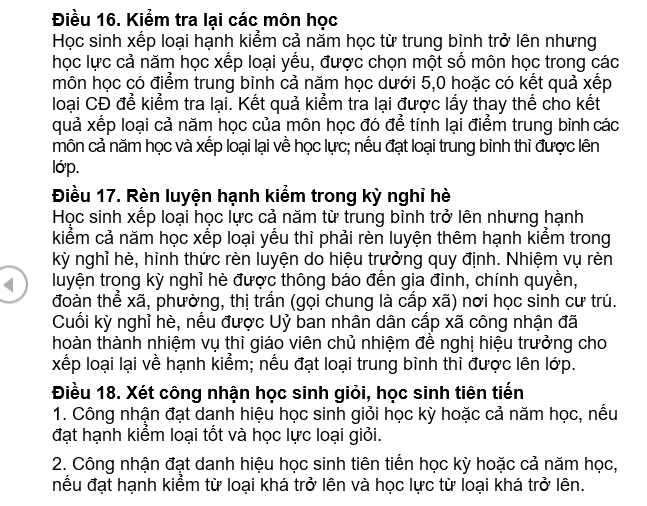 Điều 16. Kiểm tra lại các môn học
Học sinh xếp loại hạnh kiểm cả năm học từ trung bình trở lên nhưng
học lực cả năm học xếp loại yếu, được chọn một số môn học trong các
môn học có điểm trung bình cả năm học dưới 5,0 hoặc có kết quả xếp
loại CĐ để kiểm tra lại. Kết quả kiểm tra lại được lấy thay thế cho kết
quả xếp loại cả năm học của môn học đó để tính lại điểm trung bình các
môn cả năm học và xếp loại lại về học lực; nếu đạt loại trung bình thì được lên
lớp.
Điều 17. Rèn luyện hạnh kiểm trong kỳ nghỉ hè
Học sinh xếp loại học lực cả năm từ trung bình trở lên nhưng hạnh
kiểm cả năm học xếp loại yếu thì phải rèn luyện thêm hạnh kiểm trong
kỳ nghỉ hè, hình thức rèn luyện do hiệu trưởng quy định. Nhiệm vụ rèn
luyện trong kỳ nghỉ hè được thông báo đến gia đình, chính quyền,
đoàn thể xã, phường, thị trấn (gọi chung là cấp xã) nơi học sinh cư trú.
Cuối kỳ nghỉ hè, nếu được Uỷ ban nhân dân cấp xã công nhận đã
hoàn thành nhiệm vụ thì giáo viên chủ nhiệm đề nghị hiệu trưởng cho
xếp loại lại về hạnh kiểm; nếu đạt loại trung bình thì được lên lớp.
Điều 18. Xét công nhận học sinh giỏi, học sinh tiên tiến
1. Công nhận đạt danh hiệu học sinh giỏi học kỳ hoặc cả năm học, nếu
đạt hạnh kiểm loại tốt và học lực loại giỏi.
2. Công nhận đạt danh hiệu học sinh tiên tiến học kỳ hoặc cả năm học,
nếu đạt hạnh kiểm từ loại khá trở lên và học lực từ loại khá trở lên.